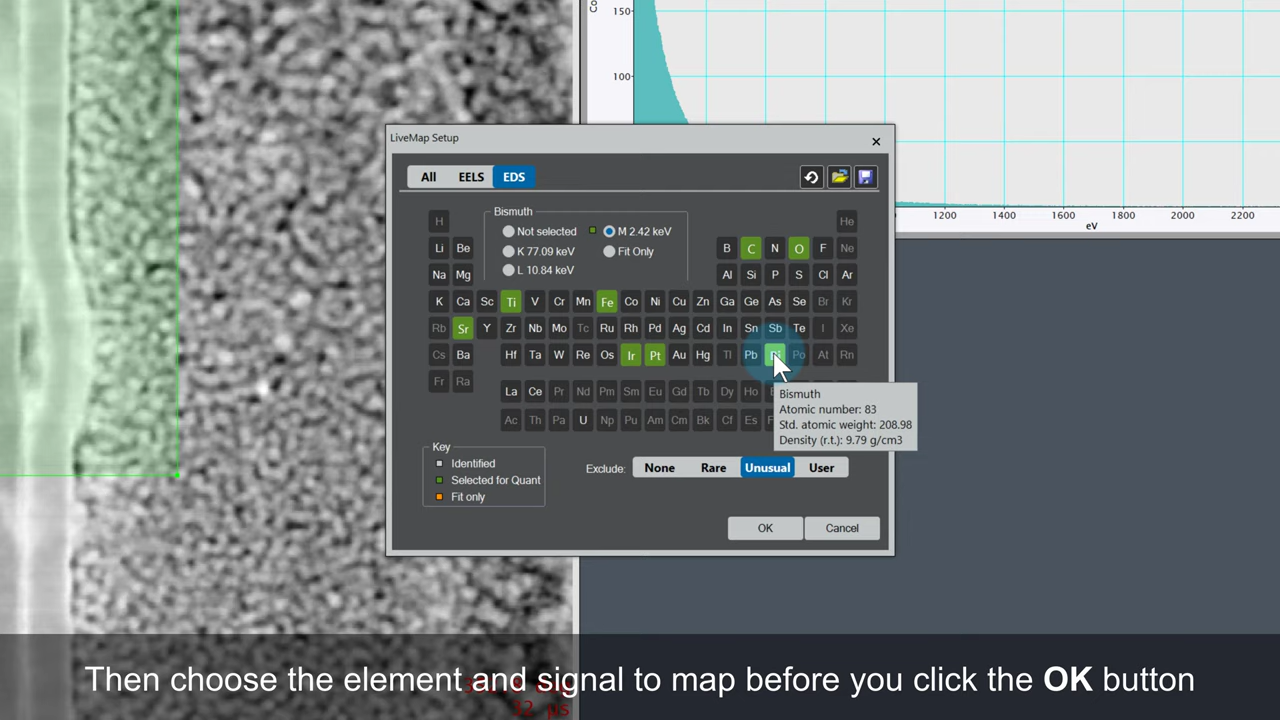 150
100
1200 1400 1600 1800 2000 2200
eV
LiveMap Setup
All EELS EDS
Bismuth
Not selected M 2.42 keV
K 77.09 keV Fit Only
L 10.84 keV
H He
Li Be B C N O F Ne
Na Mg Al Si P S Cl Ar
K Ca Sc Ti V Cr Mn Fe Co Ni Cu Zn Ga Ge As Se Br Kr
Rb Sr Y Zr Nb Mo Tc Ru Rh Pd Ag Cd In Sn Sb Te I Xe
Cs Ba Hf Ta W Re Os Ir Pt Au Hg Tl Pb Po At Rn
Fr Ra
La Ce Pr Nd Pm Sm Eu Gd Tb Dy Ho
Ac Th Pa U Np Pu Am Cm Bk Cf Es
Bismuth
Atomic number: 83
Std. atomic weight: 208.98
Density (r.t.): 9.79 g/cm3
Key
Identified
Selected for Quant
Fit only
Exclude: None Rare Unusual User
OK Cancel
Then choose the element and signal to map before you click the OK button
32 µs